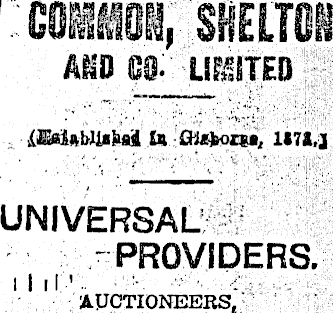 COMMON, SHELTON
AND CO. LIMITED
(Established in Gisborne, 1872.)
UNIVERSAL
PROVIDERS.
AUCTIONEERS,